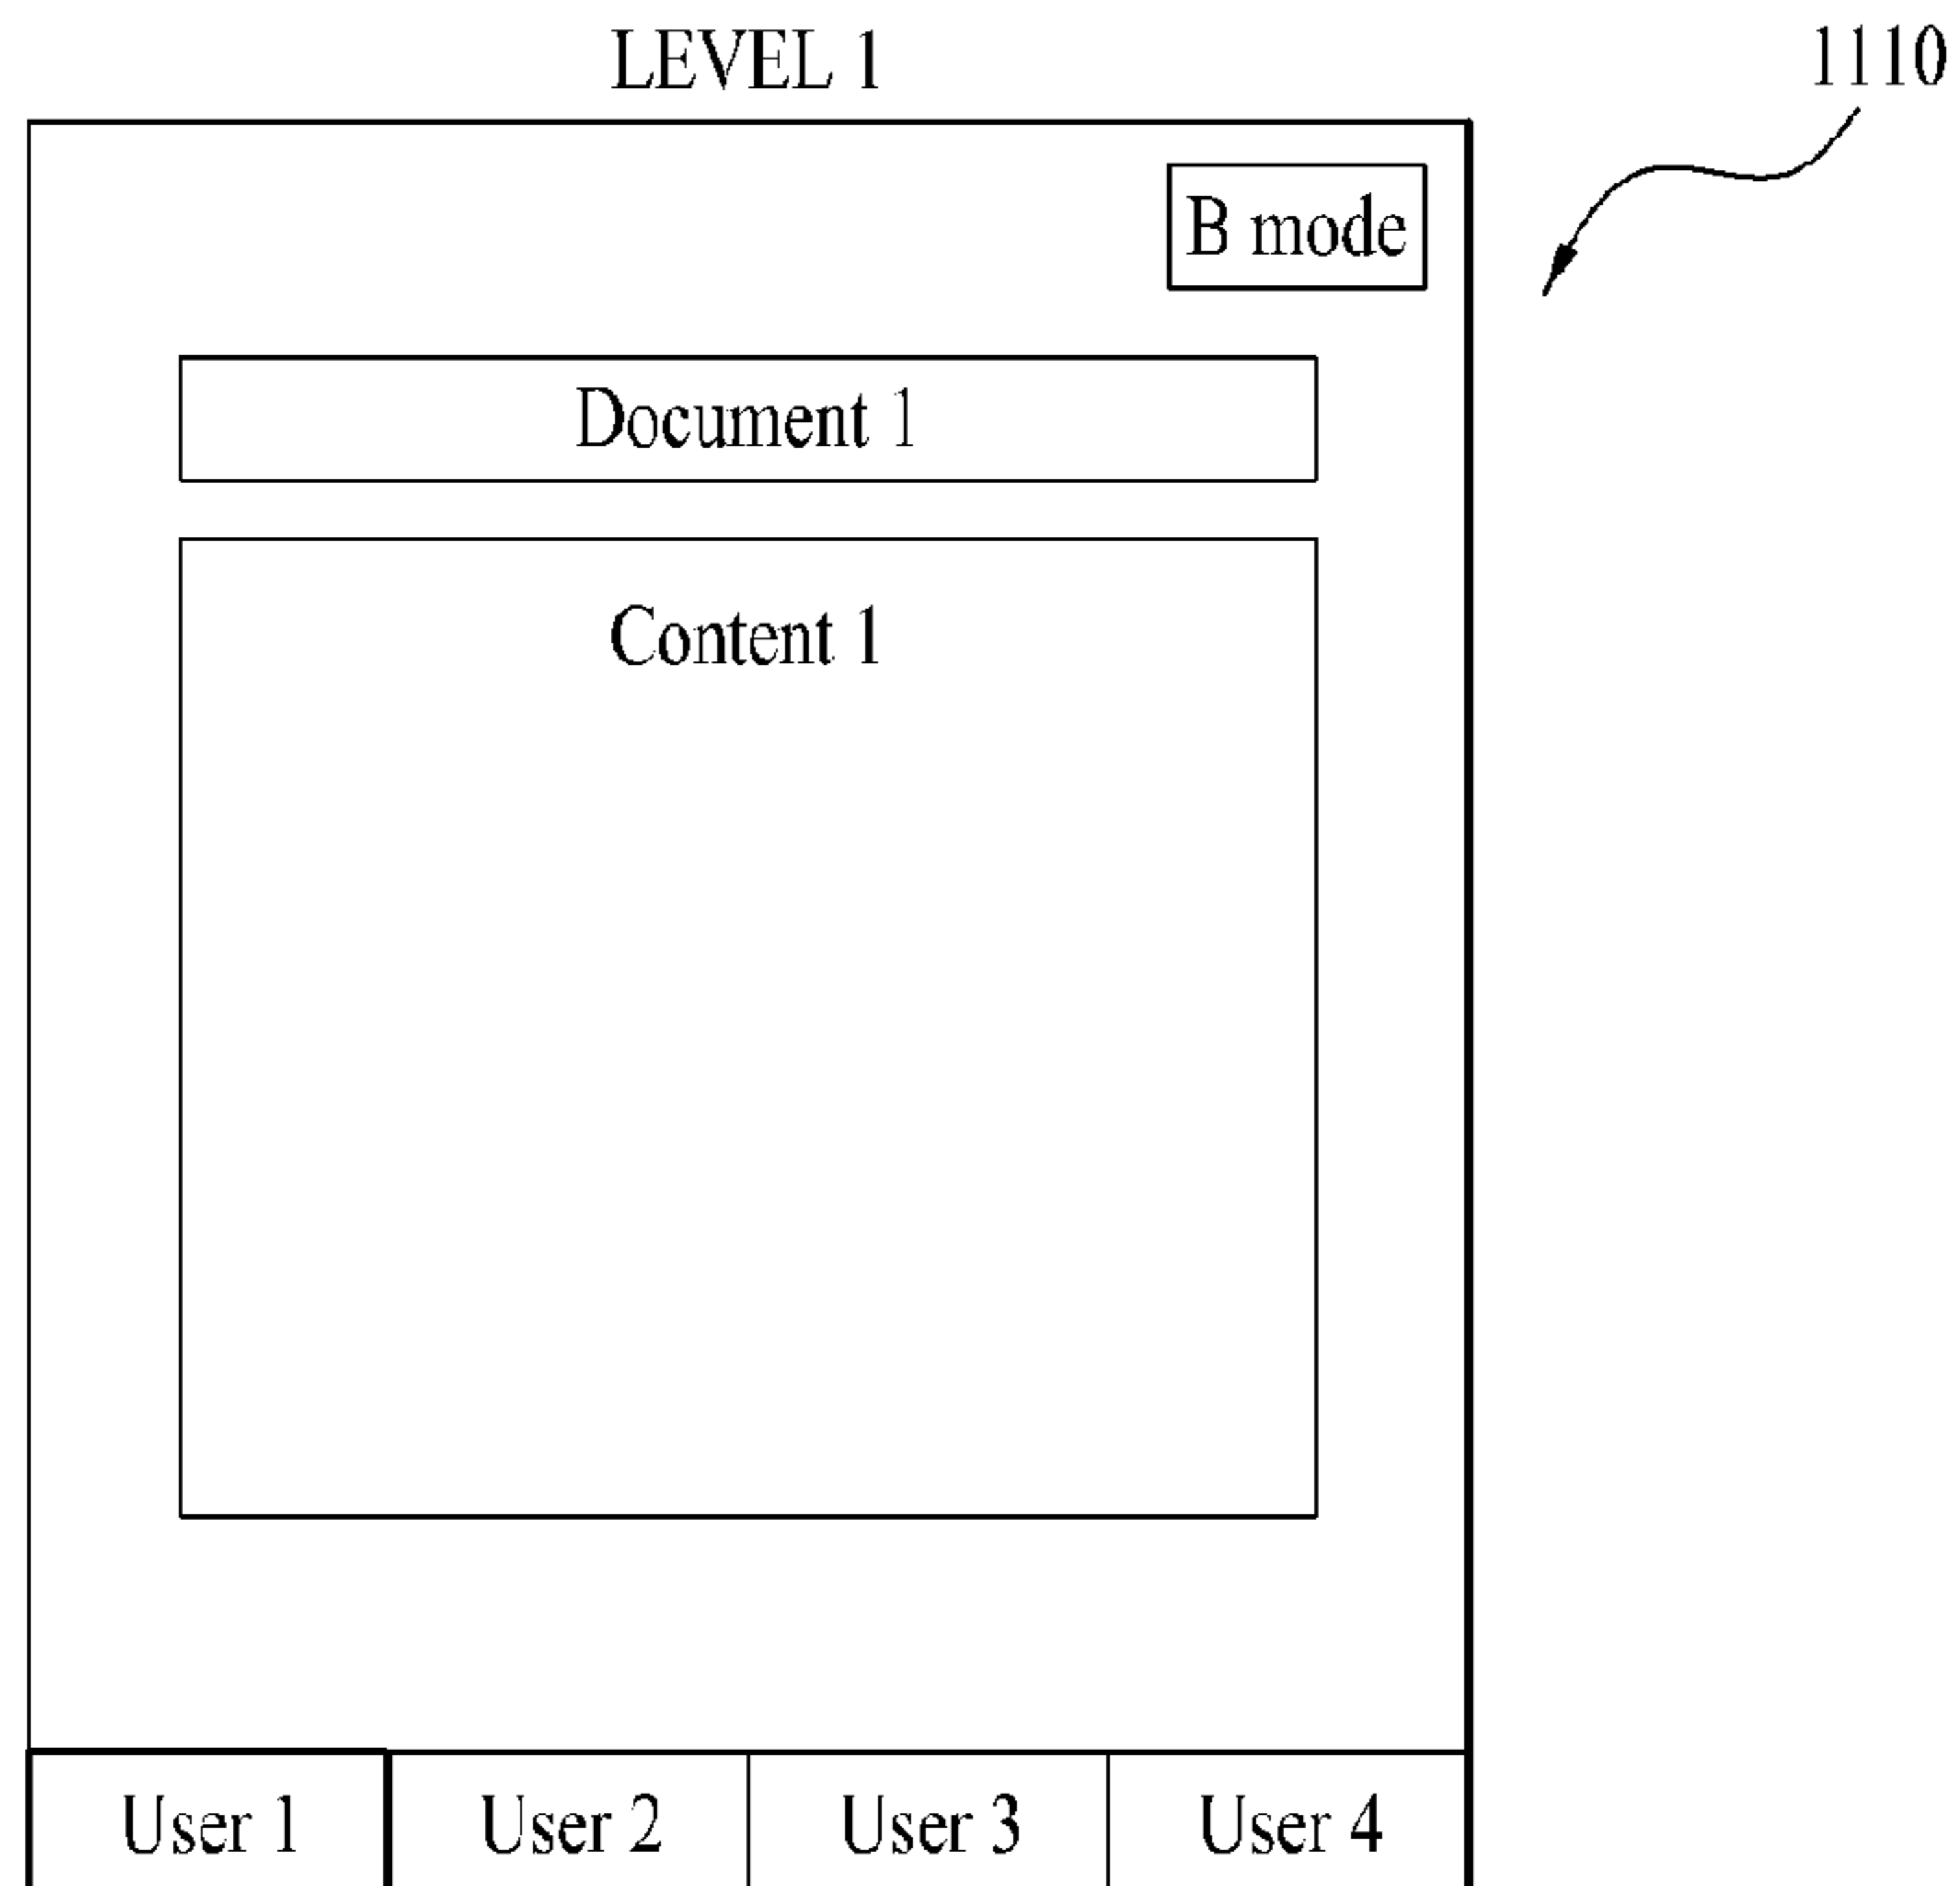 LEVEL 1
1110
B mode
Document 1
Content 1
User 1 User 2 User 3 User 4